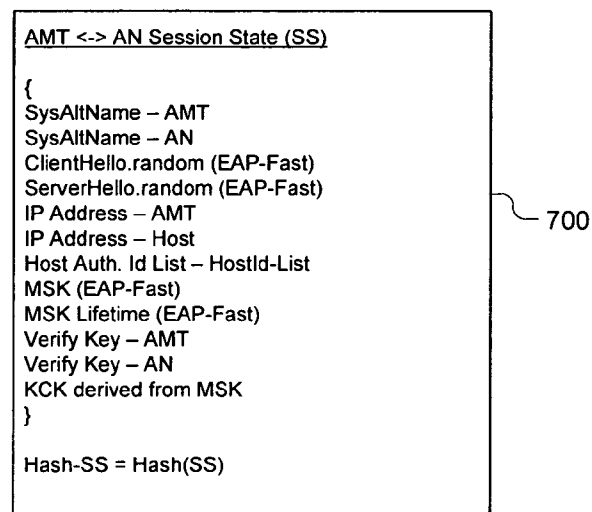 AMT <-> AN Session State (SS)
{
SysAltName – AMT
SysAltName – AN
ClientHello.random (EAP-Fast)
ServerHello.random (EAP-Fast)
IP Address – AMT
IP Address – Host
Host Auth. Id List – HostId-List
MSK (EAP-Fast)
MSK Lifetime (EAP-Fast)
Verify Key – AMT
Verify Key – AN
KCK derived from MSK
}
Hash-SS = Hash(SS)
700